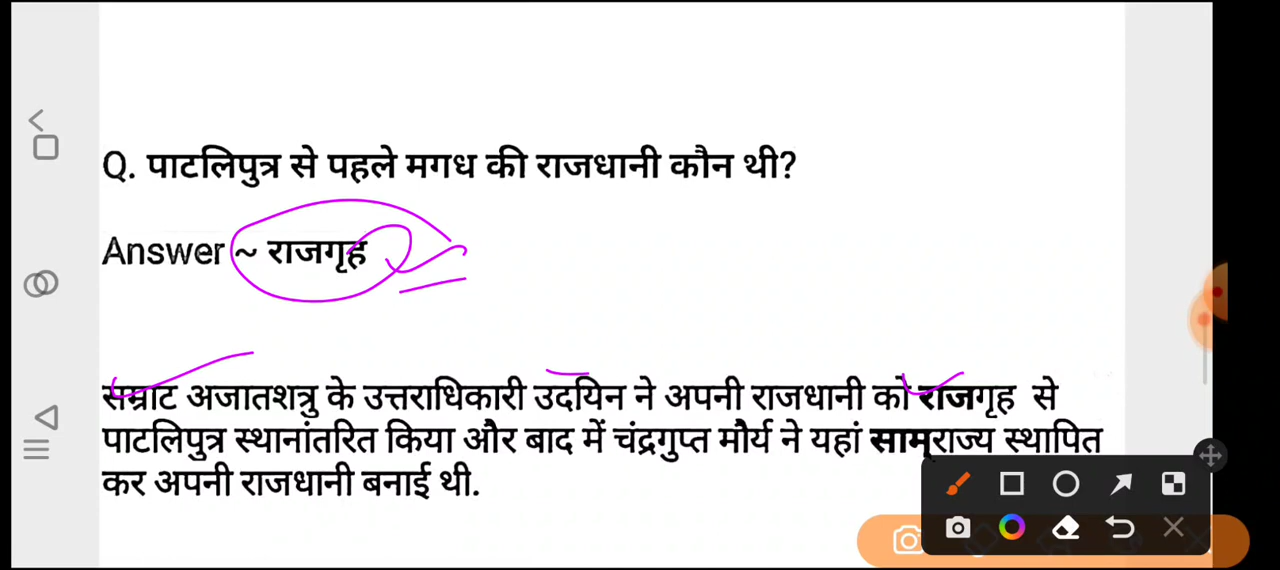 Q. पाटलिपुत्र से पहले मगध की राजधानी कौन थी?
Answer ~ राजगृह
सम्राट अजातशत्रु के उत्तराधिकारी उदयिन ने अपनी राजधानी को राजगृह से
पाटलिपुत्र स्थानांतरित किया और बाद में चंद्रगुप्त मौर्य ने यहां साम्राज्य स्थापित
कर अपनी राजधानी बनाई थी.